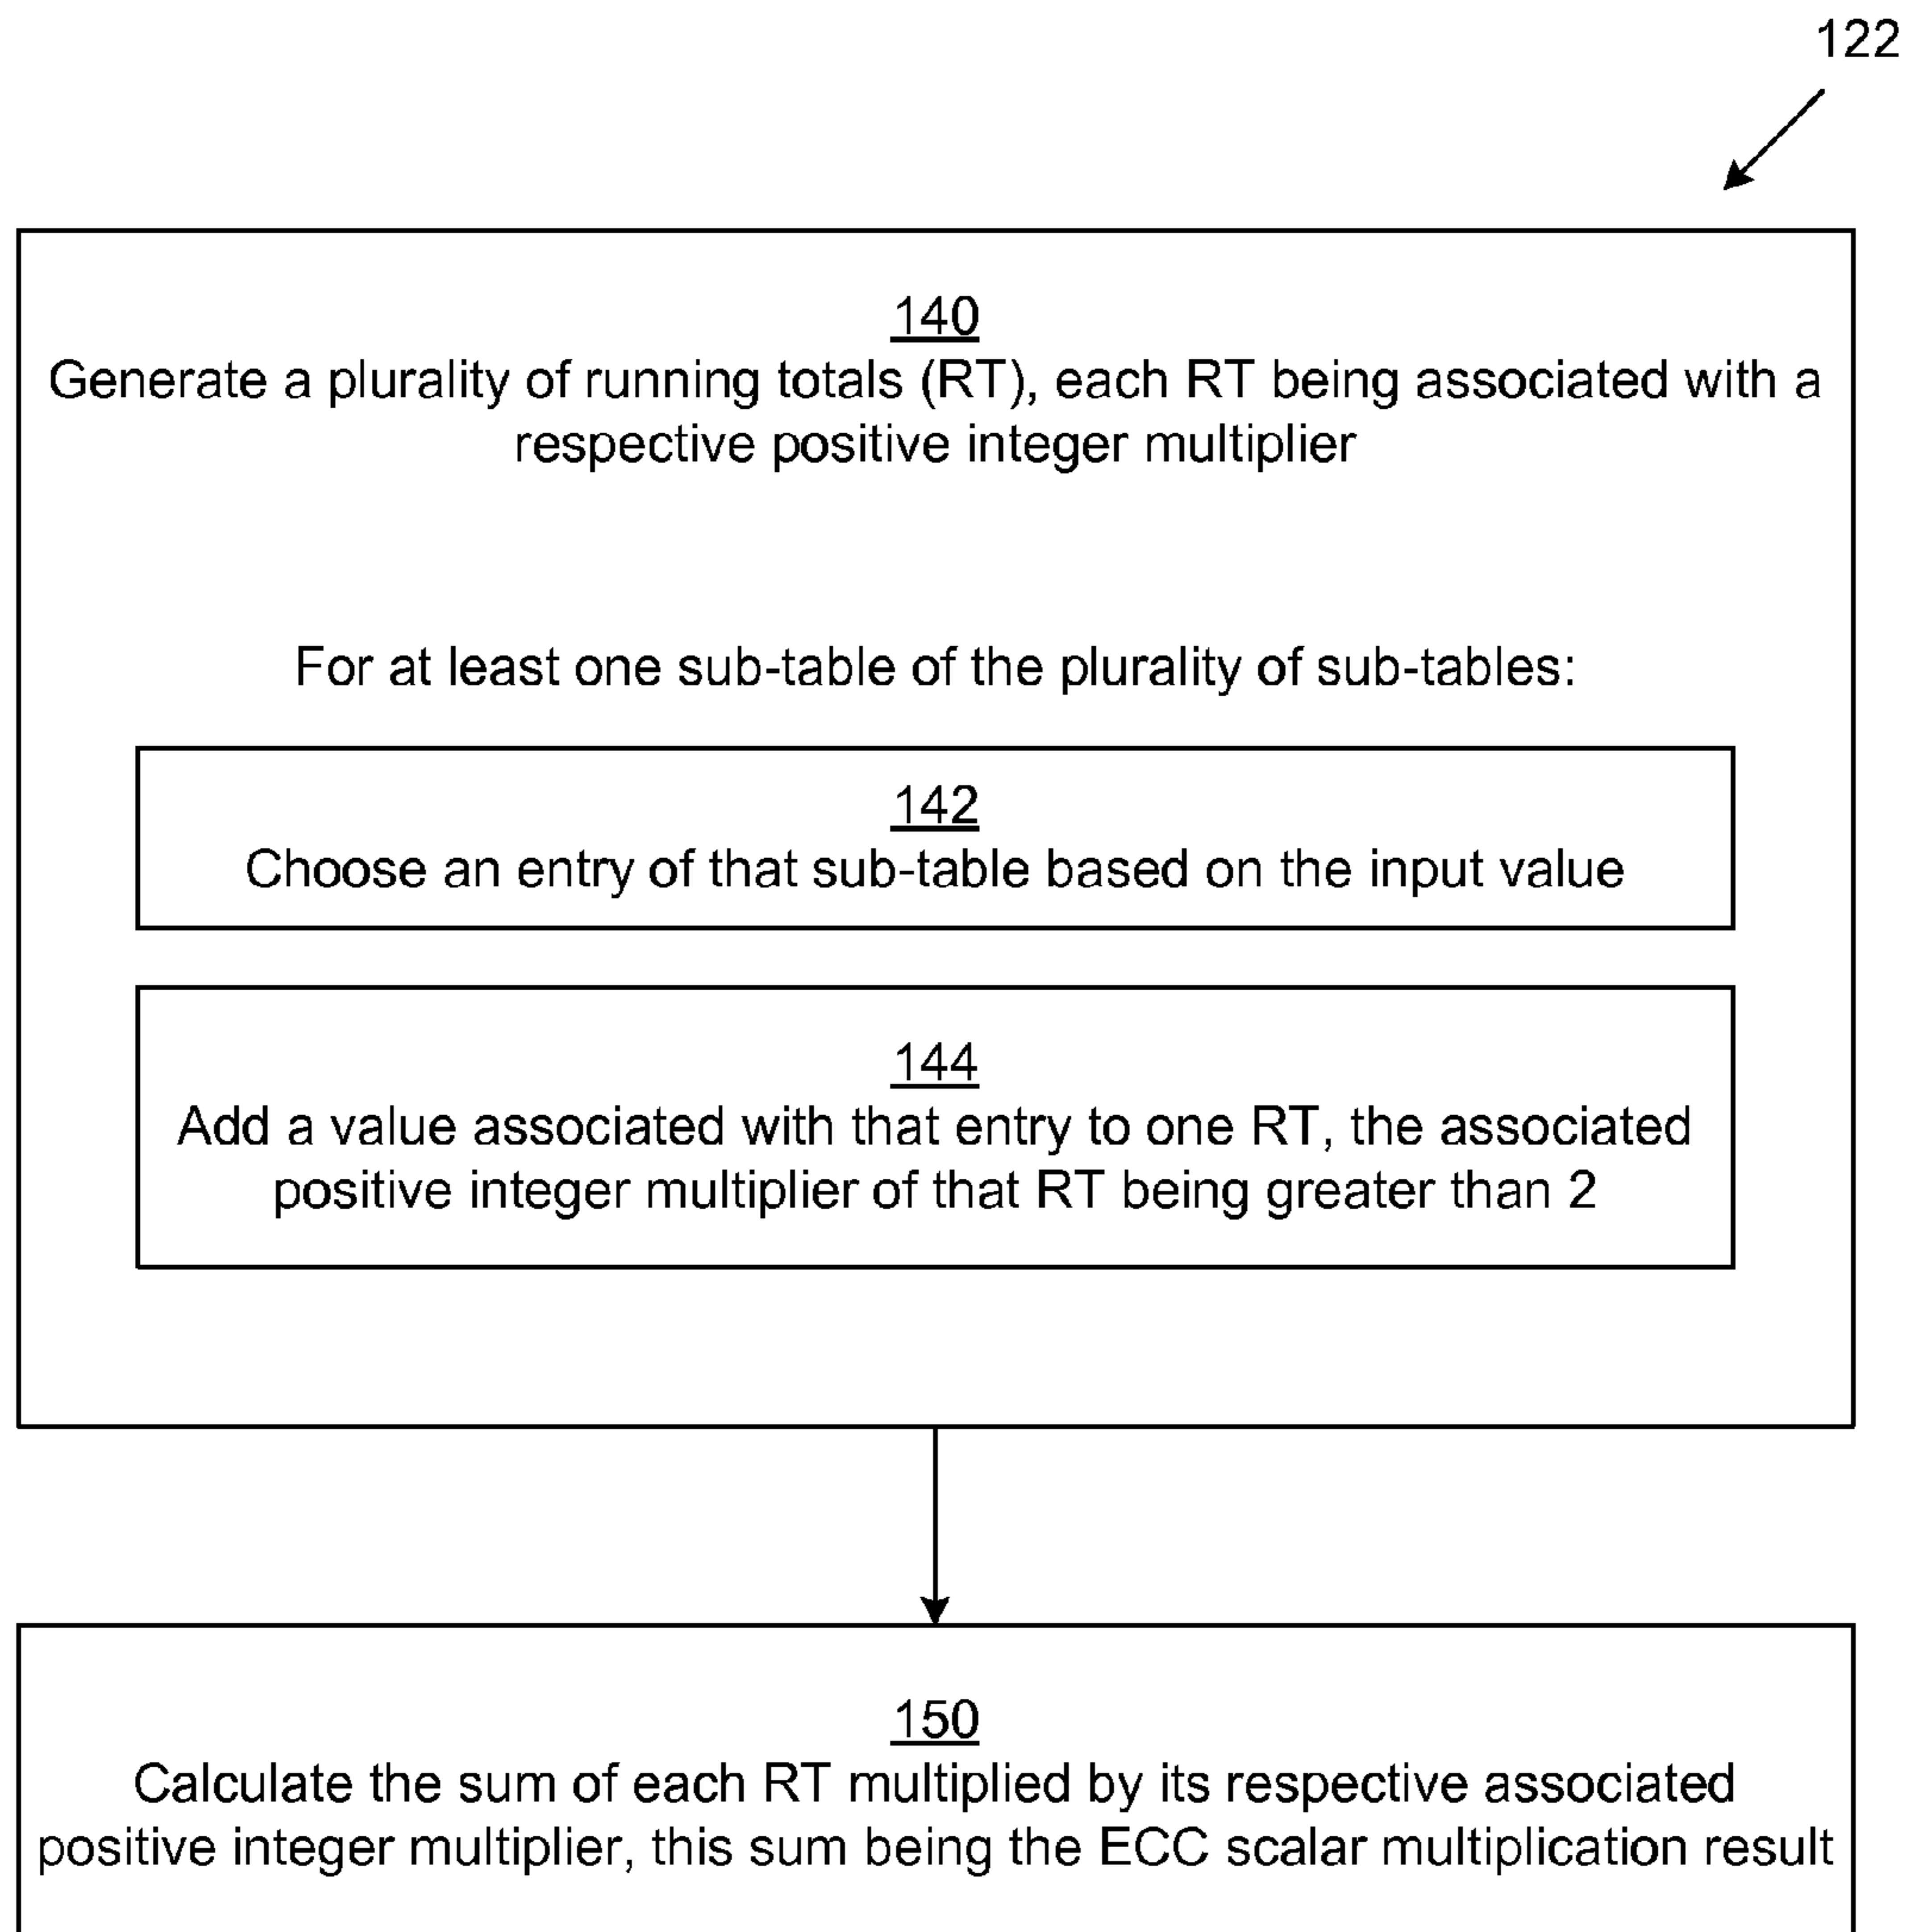 122
140
Generate a plurality of running totals (RT), each RT being associated with a
respective positive integer multiplier
For at least one sub-table of the plurality of sub-tables:
142
Choose an entry of that sub-table based on the input value
144
Add a value associated with that entry to one RT, the associated
positive integer multiplier of that RT being greater than 2
150
Calculate the sum of each RT multiplied by its respective associated
positive integer multiplier, this sum being the ECC scalar multiplication result